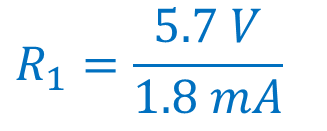 R₁ = 5.7 V / 1.8 mA